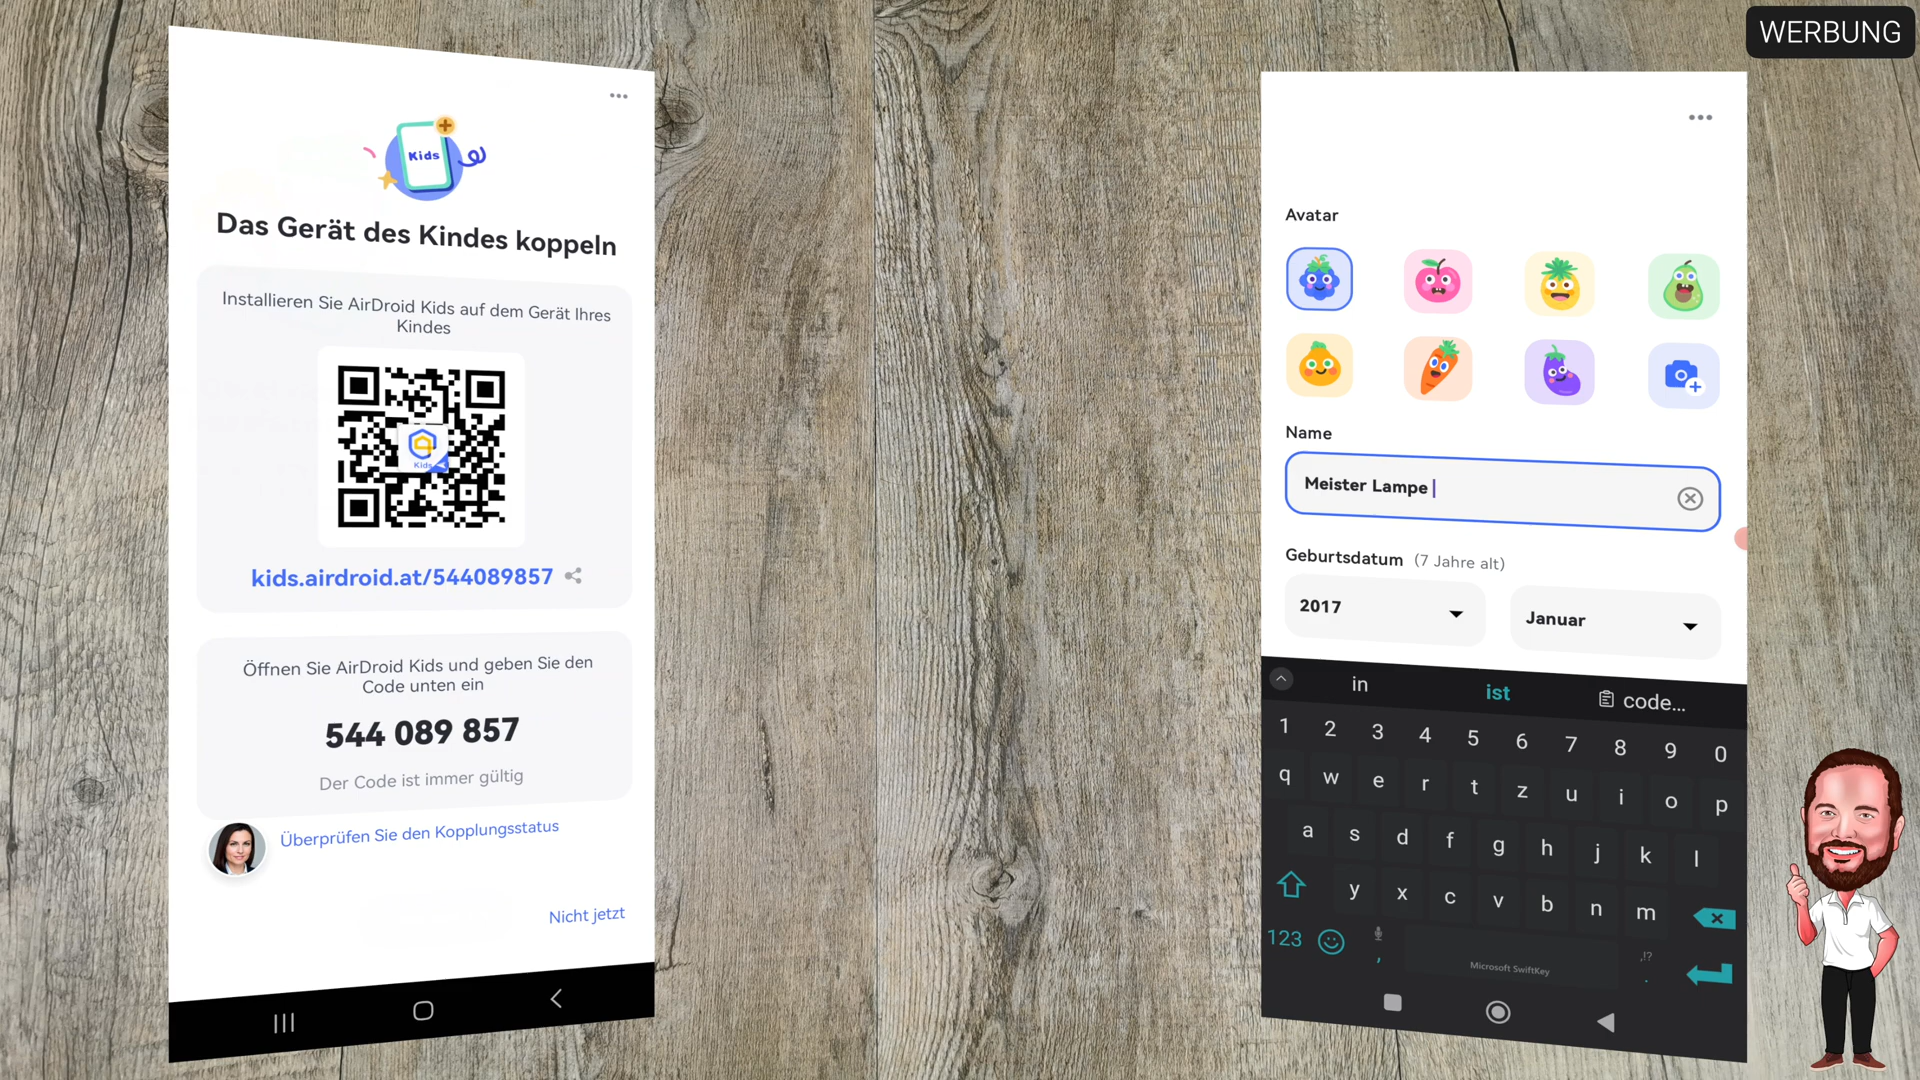 WERBUNG
Kids
Das Gerät des Kindes koppeln
Installieren Sie AirDroid Kids auf dem Gerät Ihres
Kindes
Kids
kids.airdroid.at/544089857
Öffnen Sie AirDroid Kids und geben Sie den
Code unten ein
544 089 857
Der Code ist immer gültig
Überprüfen Sie den Kopplungsstatus
Nicht jetzt
Avatar
Name
Meister Lampe
Geburtsdatum (7 Jahre alt)
2017 Januar
in ist code...
1 2 3 4 5 6 7 8 9 0
q w e r t z u i o p
a s d f g h j k l
y x c v b n m
123 , Microsoft SwiftKey ,!? .